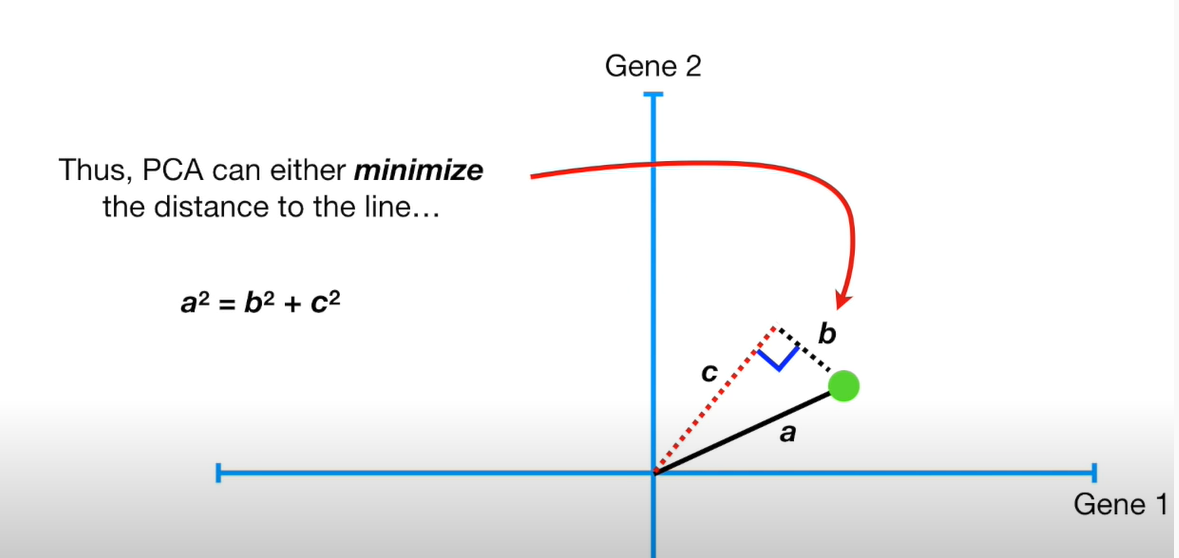 Gene 2
Thus, PCA can either minimize
the distance to the line…
a² = b² + c²
b
c
a
Gene 1